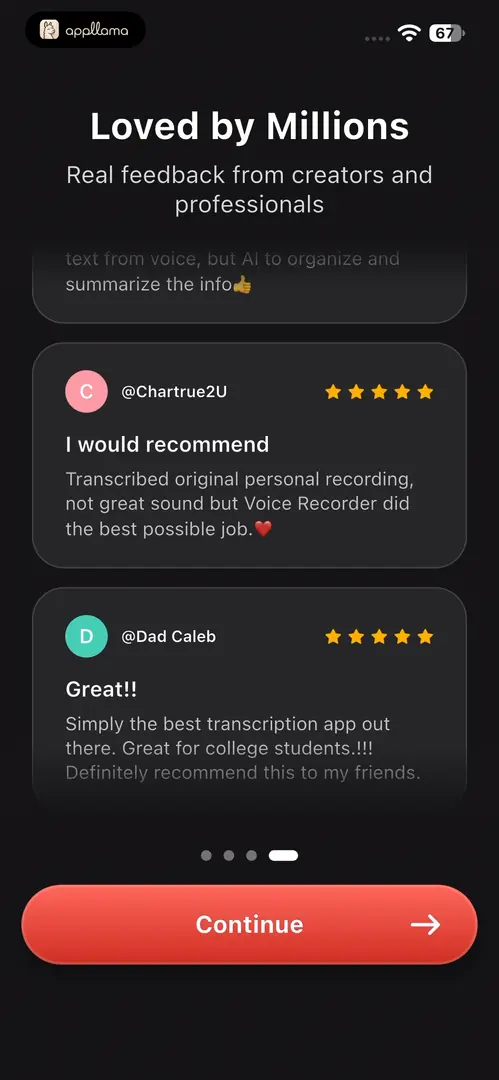 appllama
67
Loved by Millions
Real feedback from creators and
professionals
text from voice, but AI to organize and
summarize the info👍
C
@Chartrue2U
I would recommend
Transcribed original personal recording,
not great sound but Voice Recorder did
the best possible job.❤️
D
@Dad Caleb
Great!!
Simply the best transcription app out
there. Great for college students.!!!
Definitely recommend this to my friends.
Continue